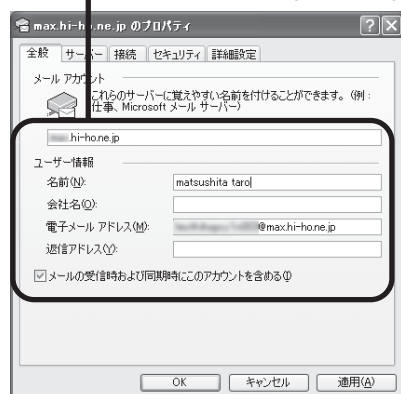 max.hi-ho.ne.jp のプロパティ
全般 サーバー 接続 セキュリティ 詳細設定
メール アカウント
これらのサーバーに覚えやすい名前を付けることができます。(例:
仕事、Microsoft メール サーバー)
.hi-ho.ne.jp
ユーザー情報
名前(N): matsushita taro
会社名(O):
電子メール アドレス(M): @max.hi-ho.ne.jp
返信アドレス(Y):
メールの受信時および同期時にこのアカウントを含める(I)
OK キャンセル 適用(A)